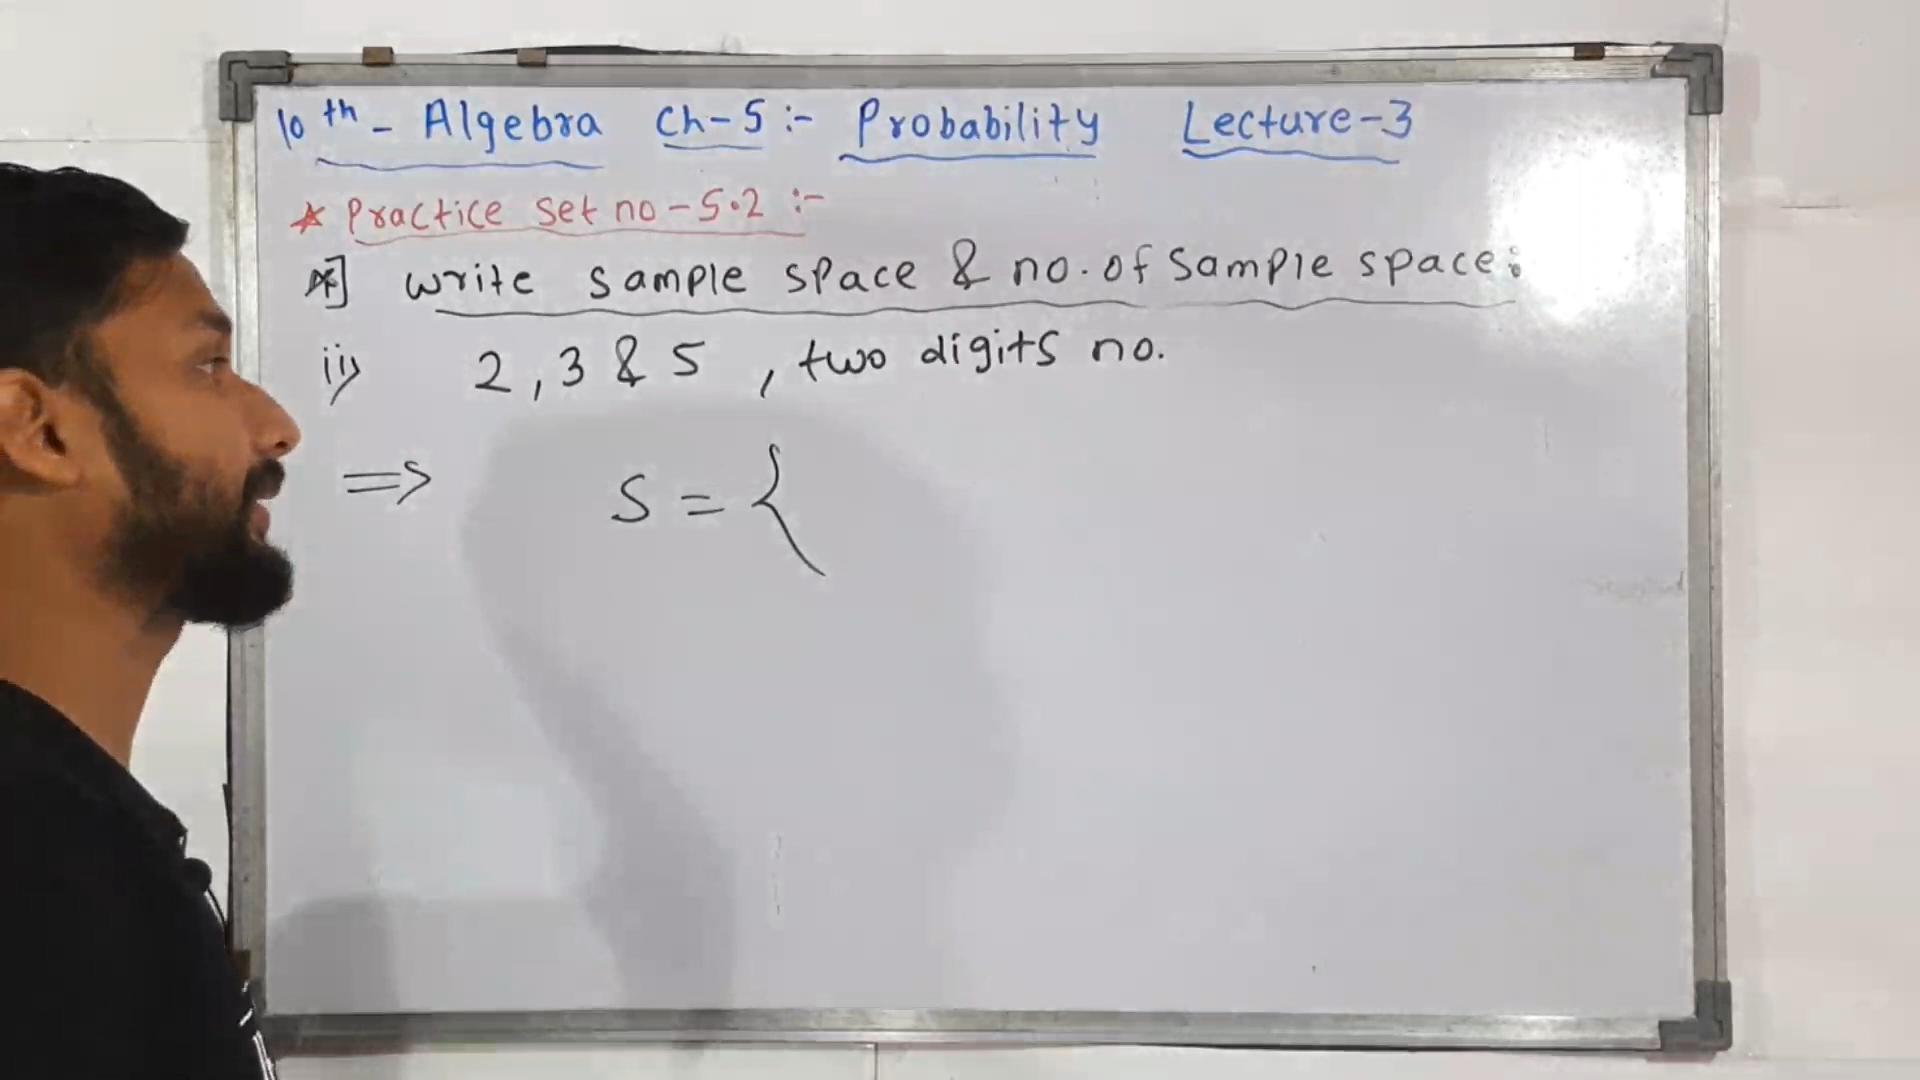 10th - Algebra Ch-5 :- Probability Lecture-3
* Practice set no-5.2 :-
*] write sample space & no. of sample space:
ii) 2, 3 & 5, two digits no.
=> S = {